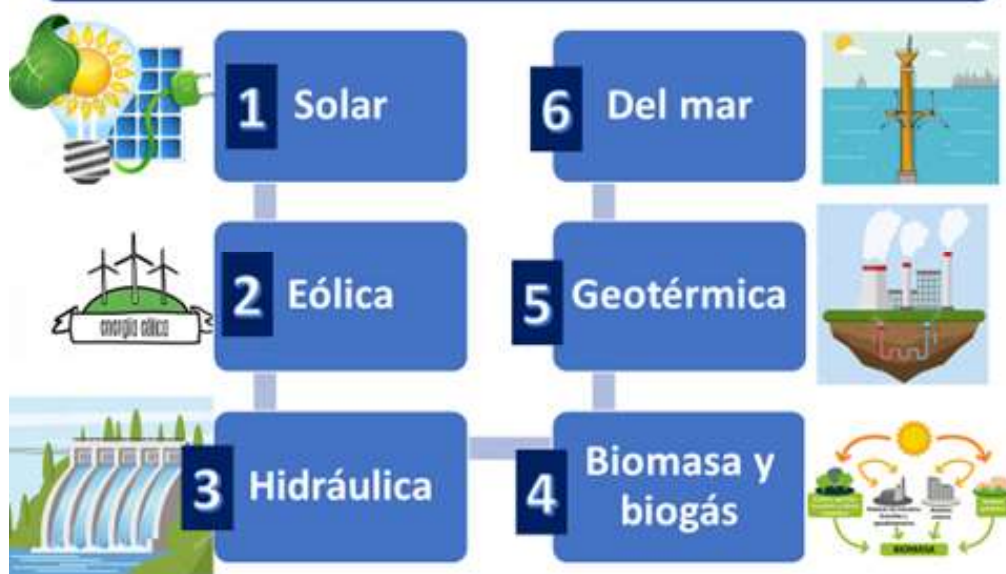 1 Solar
2 Eólica
energía eólica
3 Hidráulica
4 Biomasa y
biogás
BIOMASA
5 Geotérmica
6 Del mar